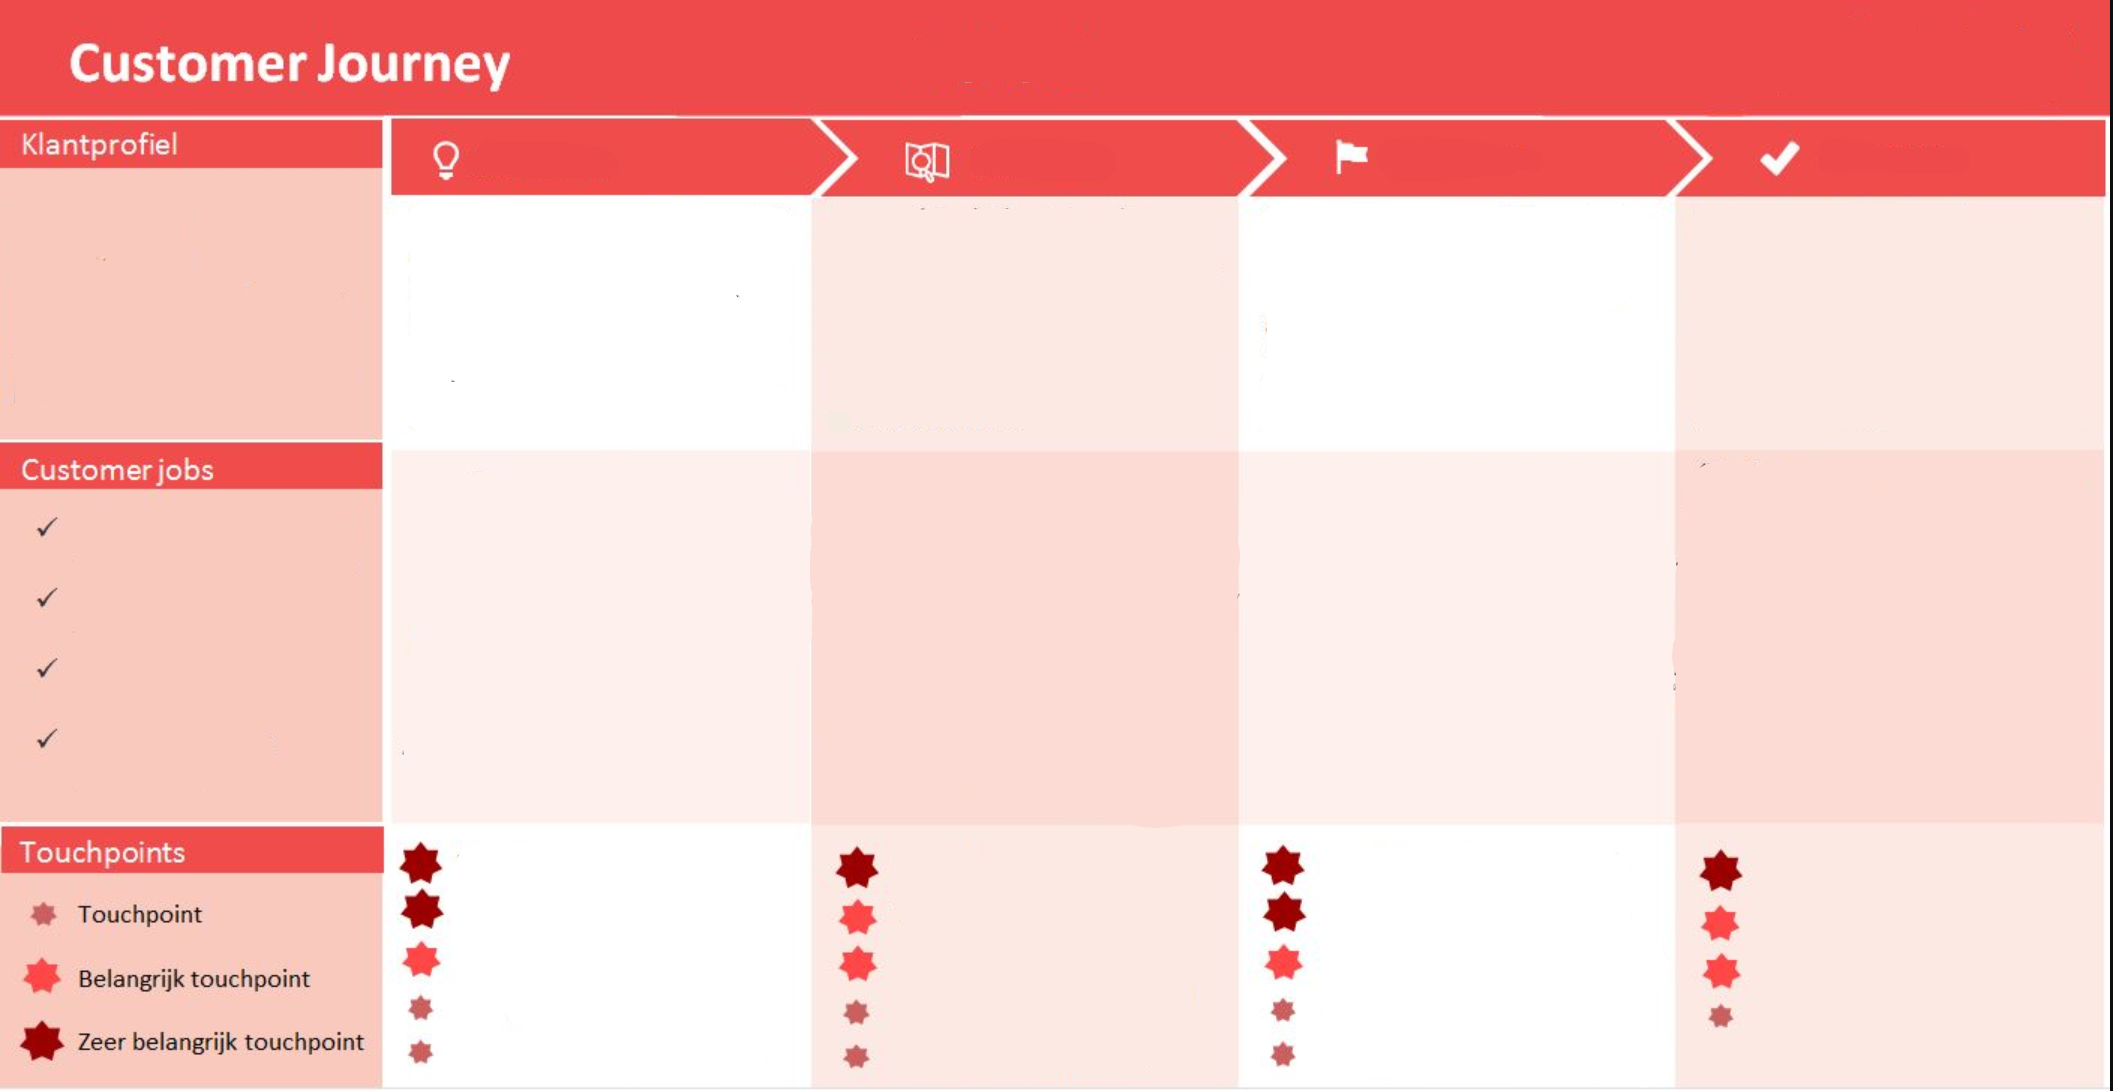 Customer Journey
Klantprofiel
Customer jobs
Touchpoints
Touchpoint
Belangrijk touchpoint
Zeer belangrijk touchpoint